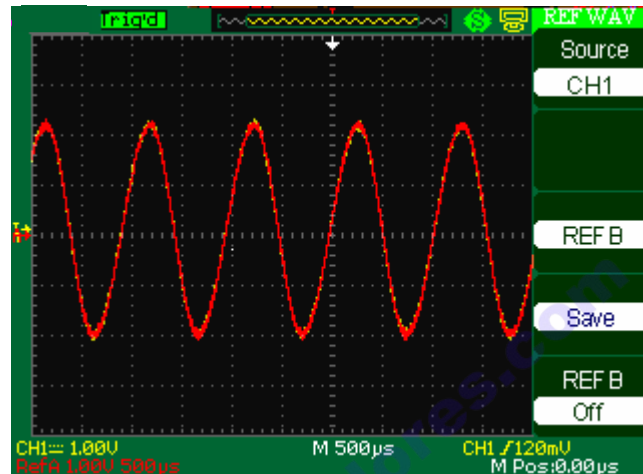 Trig'd
REF WAV
Source
CH1
REF B
Save
REF B
Off
CH1 1.00V M 500µs CH1 /120mV
RefA 1.00V 500µs M Pos:0.00µs